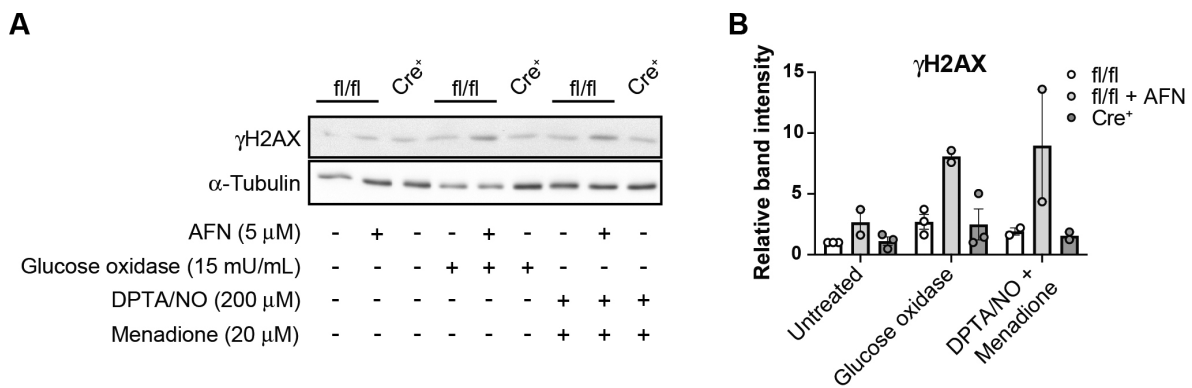 A
fl/fl Cre⁺ fl/fl Cre⁺ fl/fl Cre⁺
γH2AX
α-Tubulin
AFN (5 μM) - + - - + - - + -
Glucose oxidase (15 mU/mL) - - - + + + - - -
DPTA/NO (200 μM) - - - - - - + + +
Menadione (20 μM) - - - - - - + + +
B
γH2AX
Relative band intensity
15
10
5
0
fl/fl
fl/fl + AFN
Cre⁺
Untreated
Glucose oxidase
DPTA/NO +
Menadione